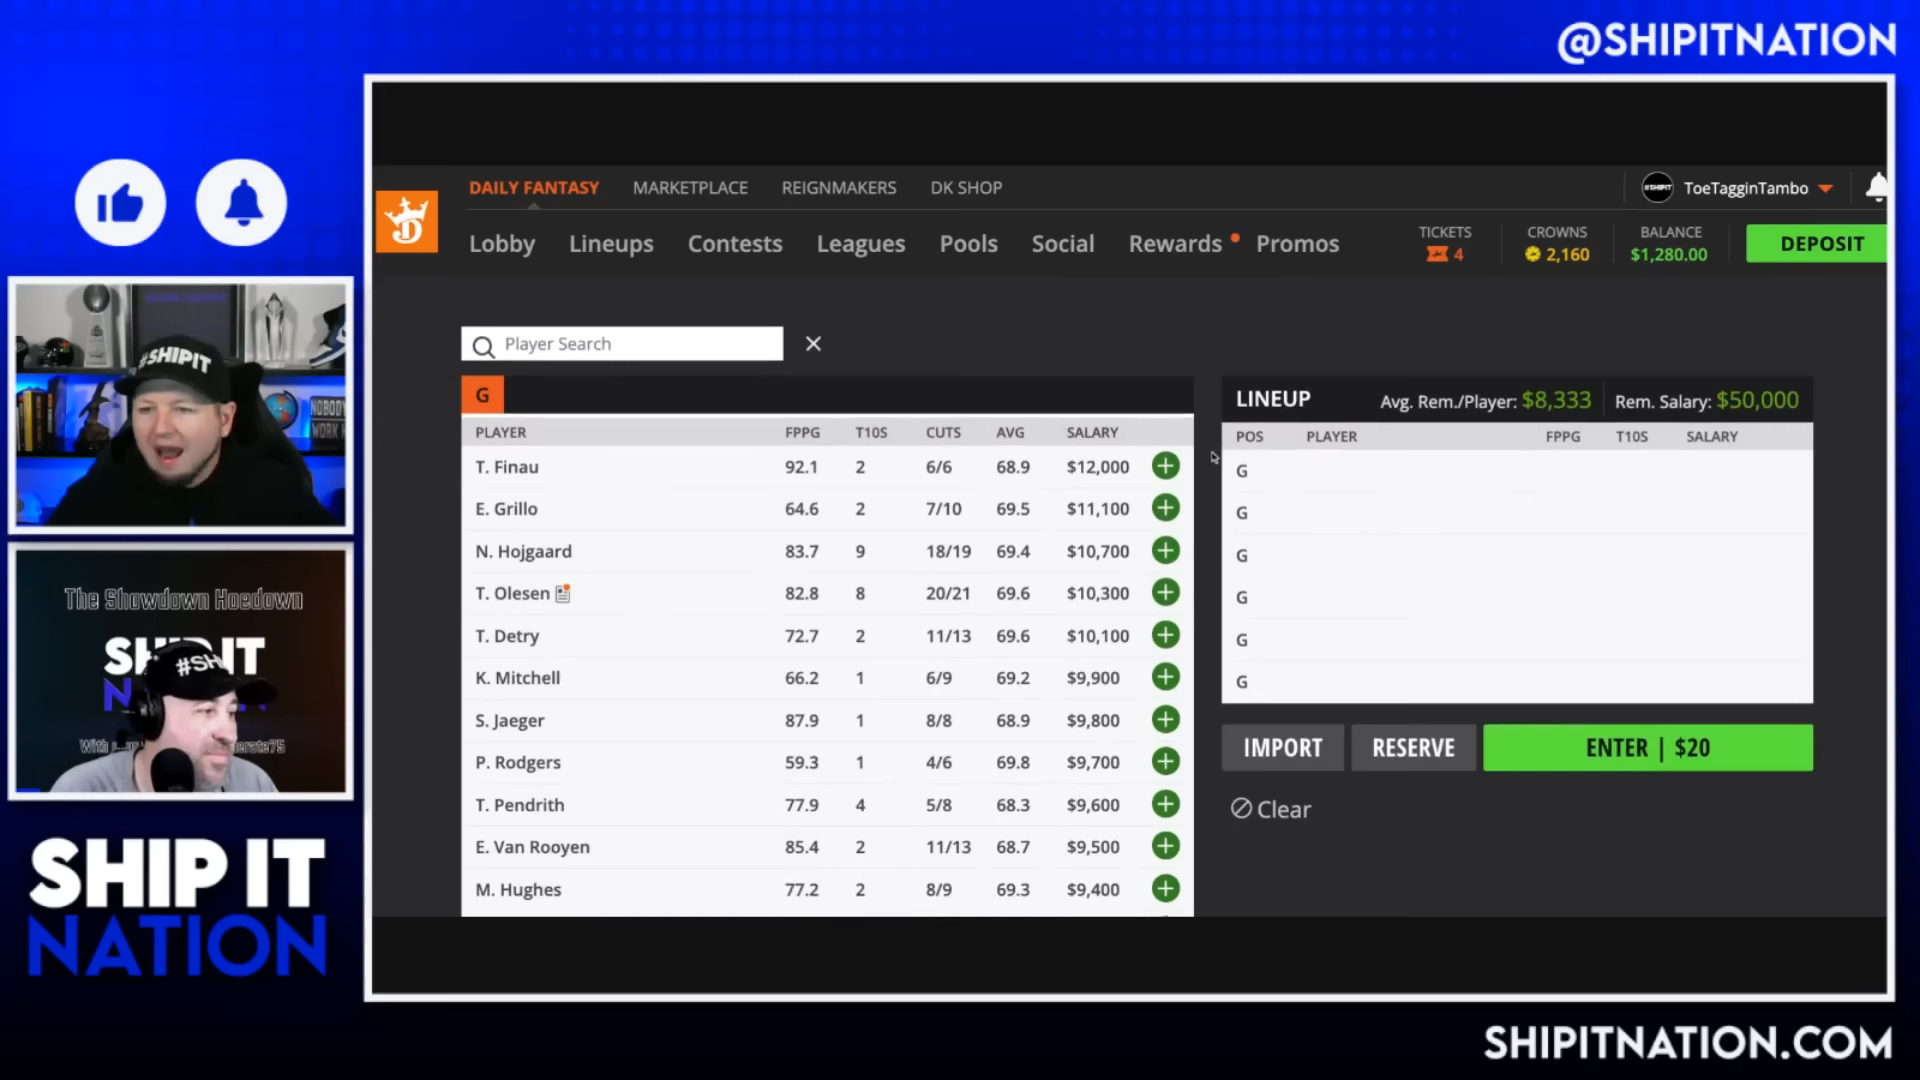 @SHIPITNATION
DAILY FANTASY MARKETPLACE REIGNMAKERS DK SHOP
#SHIPIT ToeTagginTambo
Lobby Lineups Contests Leagues Pools Social Rewards Promos
TICKETS 4
CROWNS 2,160
BALANCE $1,280.00
DEPOSIT
Player Search
G
PLAYER FPPG T10S CUTS AVG SALARY
T. Finau 92.1 2 6/6 68.9 $12,000
E. Grillo 64.6 2 7/10 69.5 $11,100
N. Hojgaard 83.7 9 18/19 69.4 $10,700
T. Olesen 82.8 8 20/21 69.6 $10,300
T. Detry 72.7 2 11/13 69.6 $10,100
K. Mitchell 66.2 1 6/9 69.2 $9,900
S. Jaeger 87.9 1 8/8 68.9 $9,800
P. Rodgers 59.3 1 4/6 69.8 $9,700
T. Pendrith 77.9 4 5/8 68.3 $9,600
E. Van Rooyen 85.4 2 11/13 68.7 $9,500
M. Hughes 77.2 2 8/9 69.3 $9,400
LINEUP Avg. Rem./Player: $8,333 Rem. Salary: $50,000
POS PLAYER FPPG T10S SALARY
G
G
G
G
G
G
IMPORT RESERVE ENTER | $20
Clear
#SHIPIT
NOBODY
WORK
The Showdown Hoedown
SHIP IT
#SH
With
SHIP IT
NATION
SHIPITNATION.COM